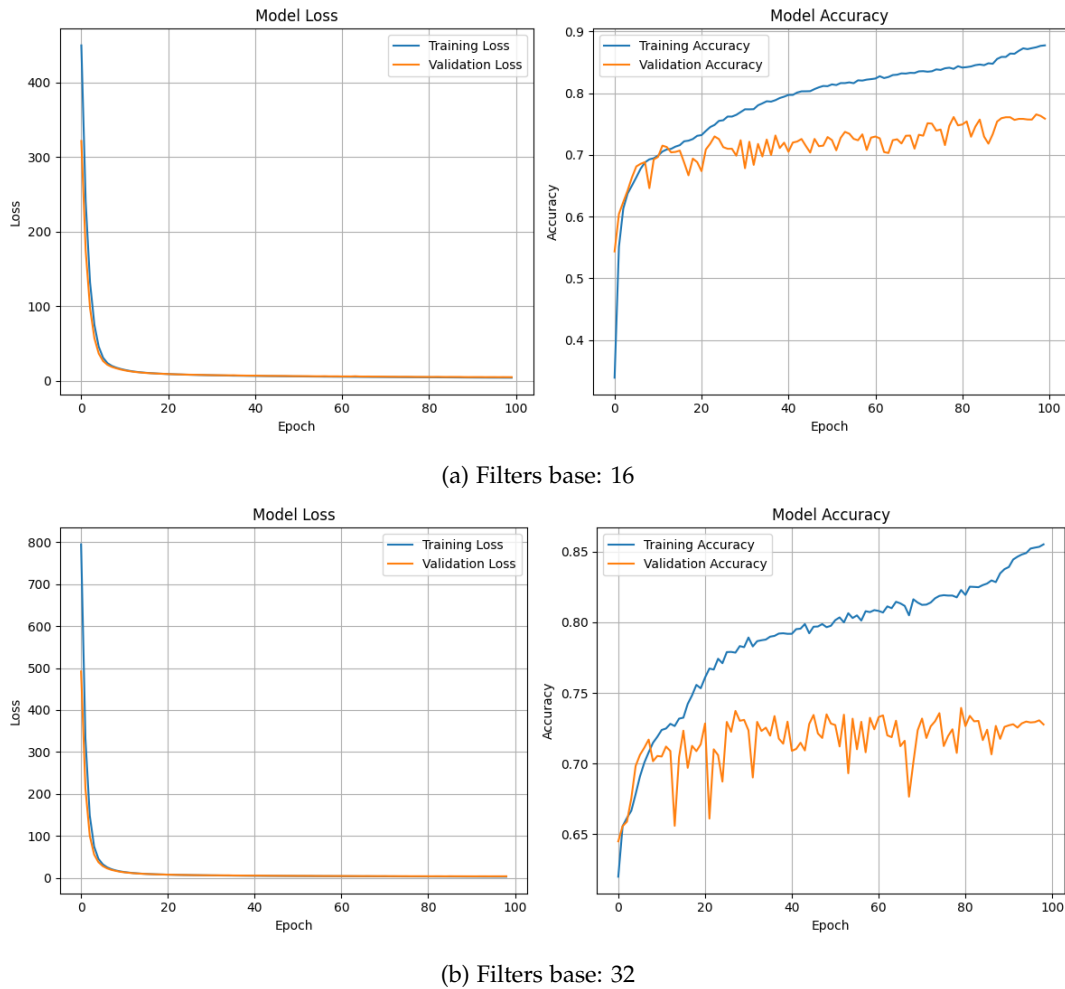 Model Loss
Model Accuracy
Training Loss
Validation Loss
Training Accuracy
Validation Accuracy
400
300
200
100
0
Loss
0 20 40 60 80 100
Epoch
0.9
0.8
0.7
0.6
0.5
0.4
Accuracy
0 20 40 60 80 100
Epoch
(a) Filters base: 16
Model Loss
Model Accuracy
Training Loss
Validation Loss
Training Accuracy
Validation Accuracy
800
700
600
500
400
300
200
100
0
Loss
0 20 40 60 80 100
Epoch
0.85
0.80
0.75
0.70
0.65
Accuracy
0 20 40 60 80 100
Epoch
(b) Filters base: 32